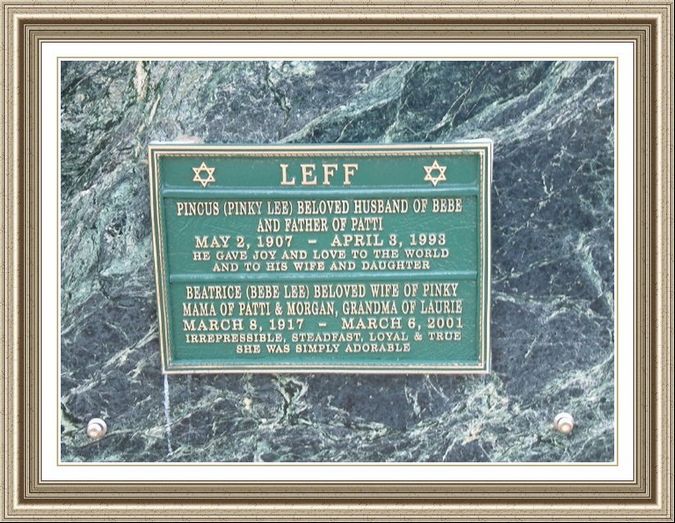 LEFF
PINCUS (PINKY LEE) BELOVED HUSBAND OF BEBE
AND FATHER OF PATTI
MAY 2, 1907 - APRIL 3, 1993
HE GAVE JOY AND LOVE TO THE WORLD
AND TO HIS WIFE AND DAUGHTER
BEATRICE (BEBE LEE) BELOVED WIFE OF PINKY
MAMA OF PATTI & MORGAN, GRANDMA OF LAURIE
MARCH 8, 1917 - MARCH 6, 2001
IRREPRESSIBLE, STEADFAST, LOYAL & TRUE
SHE WAS SIMPLY ADORABLE